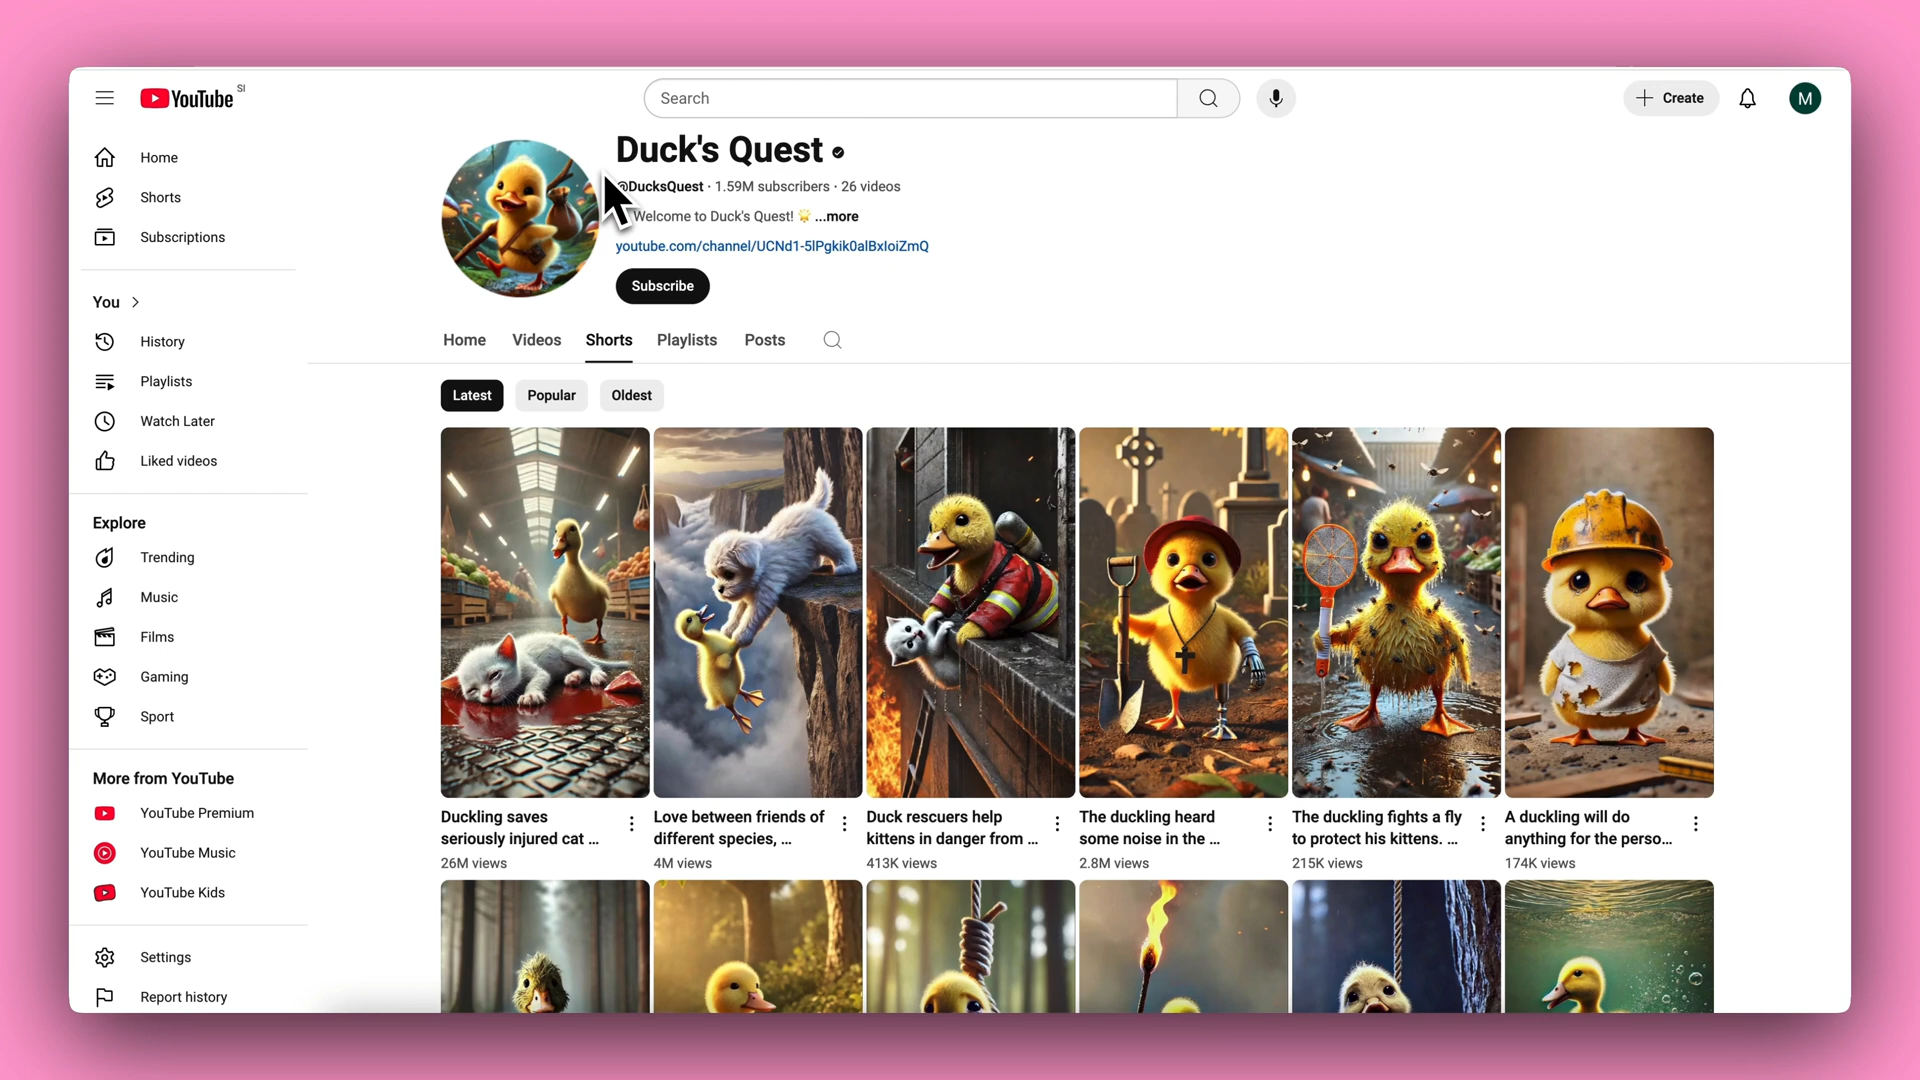 YouTube SI
Search
Create
M
Home
Shorts
Subscriptions
You
History
Playlists
Watch Later
Liked videos
Explore
Trending
Music
Films
Gaming
Sport
More from YouTube
YouTube Premium
YouTube Music
YouTube Kids
Settings
Report history
Duck's Quest
@DucksQuest · 1.59M subscribers · 26 videos
Welcome to Duck's Quest! 🌟 ...more
youtube.com/channel/UCNd1-5lPgkik0alBxloiZmQ
Subscribe
Home Videos Shorts Playlists Posts
Latest Popular Oldest
Duckling saves
seriously injured cat ...
26M views
Love between friends of
different species, ...
4M views
Duck rescuers help
kittens in danger from ...
413K views
The duckling heard
some noise in the ...
2.8M views
The duckling fights a fly
to protect his kittens. ...
215K views
A duckling will do
anything for the perso...
174K views